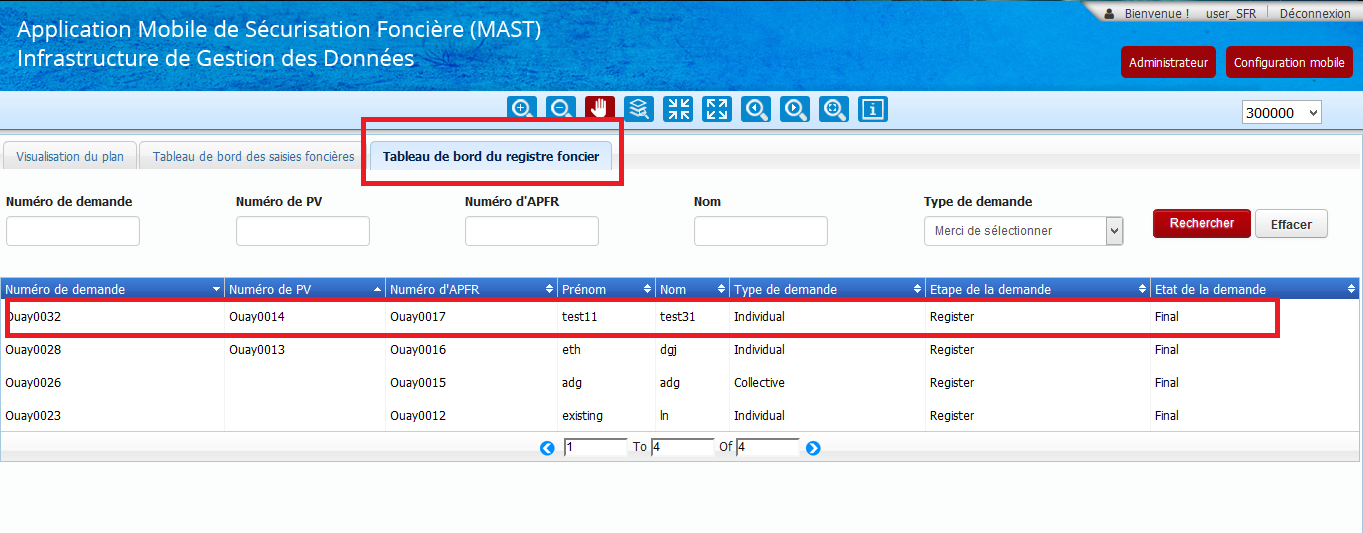 Bienvenue ! user_SFR Déconnexion
Application Mobile de Sécurisation Foncière (MAST)
Infrastructure de Gestion des Données
Administrateur Configuration mobile
300000
Visualisation du plan Tableau de bord des saisies foncières Tableau de bord du registre foncier
Numéro de demande Numéro de PV Numéro d'APFR Nom Type de demande
Merci de sélectionner Rechercher Effacer
Numéro de demande Numéro de PV Numéro d'APFR Prénom Nom Type de demande Etape de la demande Etat de la demande
Ouay0032 Ouay0014 Ouay0017 test11 test31 Individual Register Final
Ouay0028 Ouay0013 Ouay0016 eth dgj Individual Register Final
Ouay0026 Ouay0015 adg adg Collective Register Final
Ouay0023 Ouay0012 existing ln Individual Register Final
1 To 4 Of 4